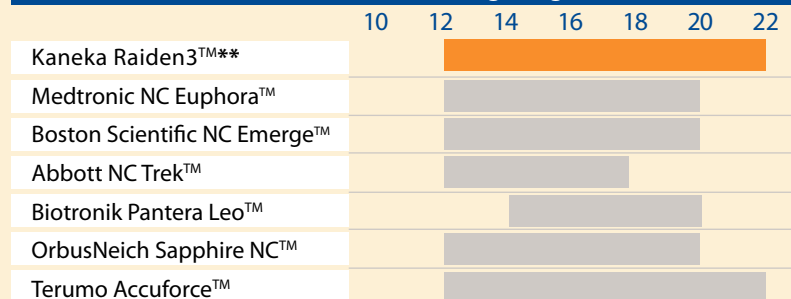 10 12 14 16 18 20 22
Kaneka Raiden3™**
Medtronic NC Euphora™
Boston Scientific NC Emerge™
Abbott NC Trek™
Biotronik Pantera Leo™
OrbusNeich Sapphire NC™
Terumo Accuforce™